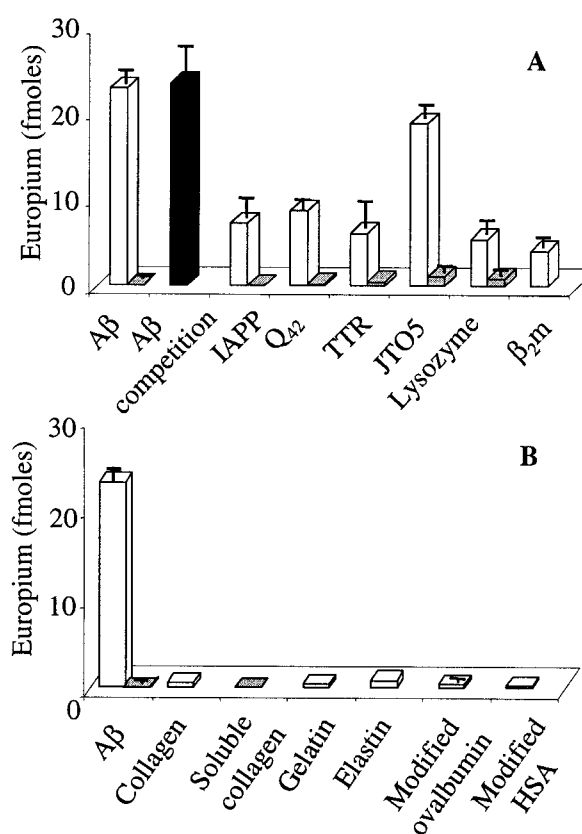 A
Europium (fmoles)
30
20
10
0
Aβ
Aβ competition
IAPP
Q₄₂
TTR
JTO5
Lysozyme
β₂m
B
Europium (fmoles)
30
20
10
0
Aβ
Collagen
Soluble collagen
Gelatin
Elastin
Modified ovalbumin
Modified HSA